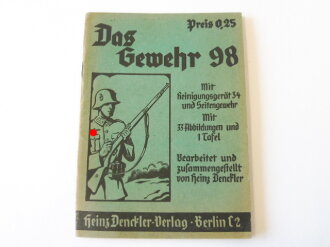 Preis 0,25
Das
Gewehr 98
Mit
Reinigungsgerät 34
und Seitengewehr
Mit
33 Abbildungen und
1 Tafel
Bearbeitet und
zusammengestellt
von Heinz Denckler
Heinz Denckler-Verlag · Berlin C2